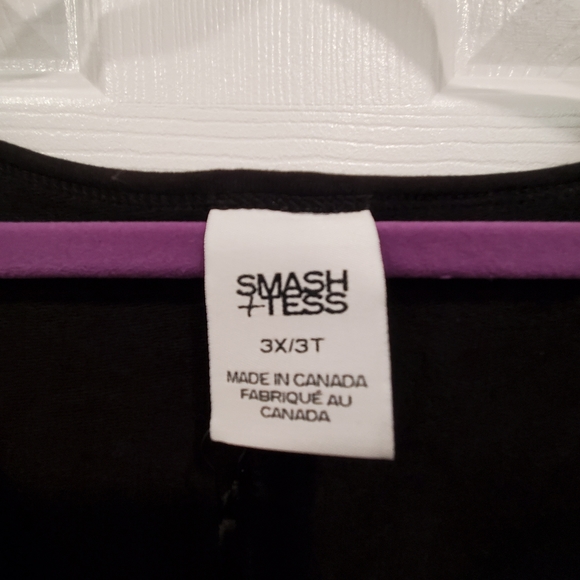 SMASH
+TESS
3X/3T
MADE IN CANADA
FABRIQUÉ AU
CANADA